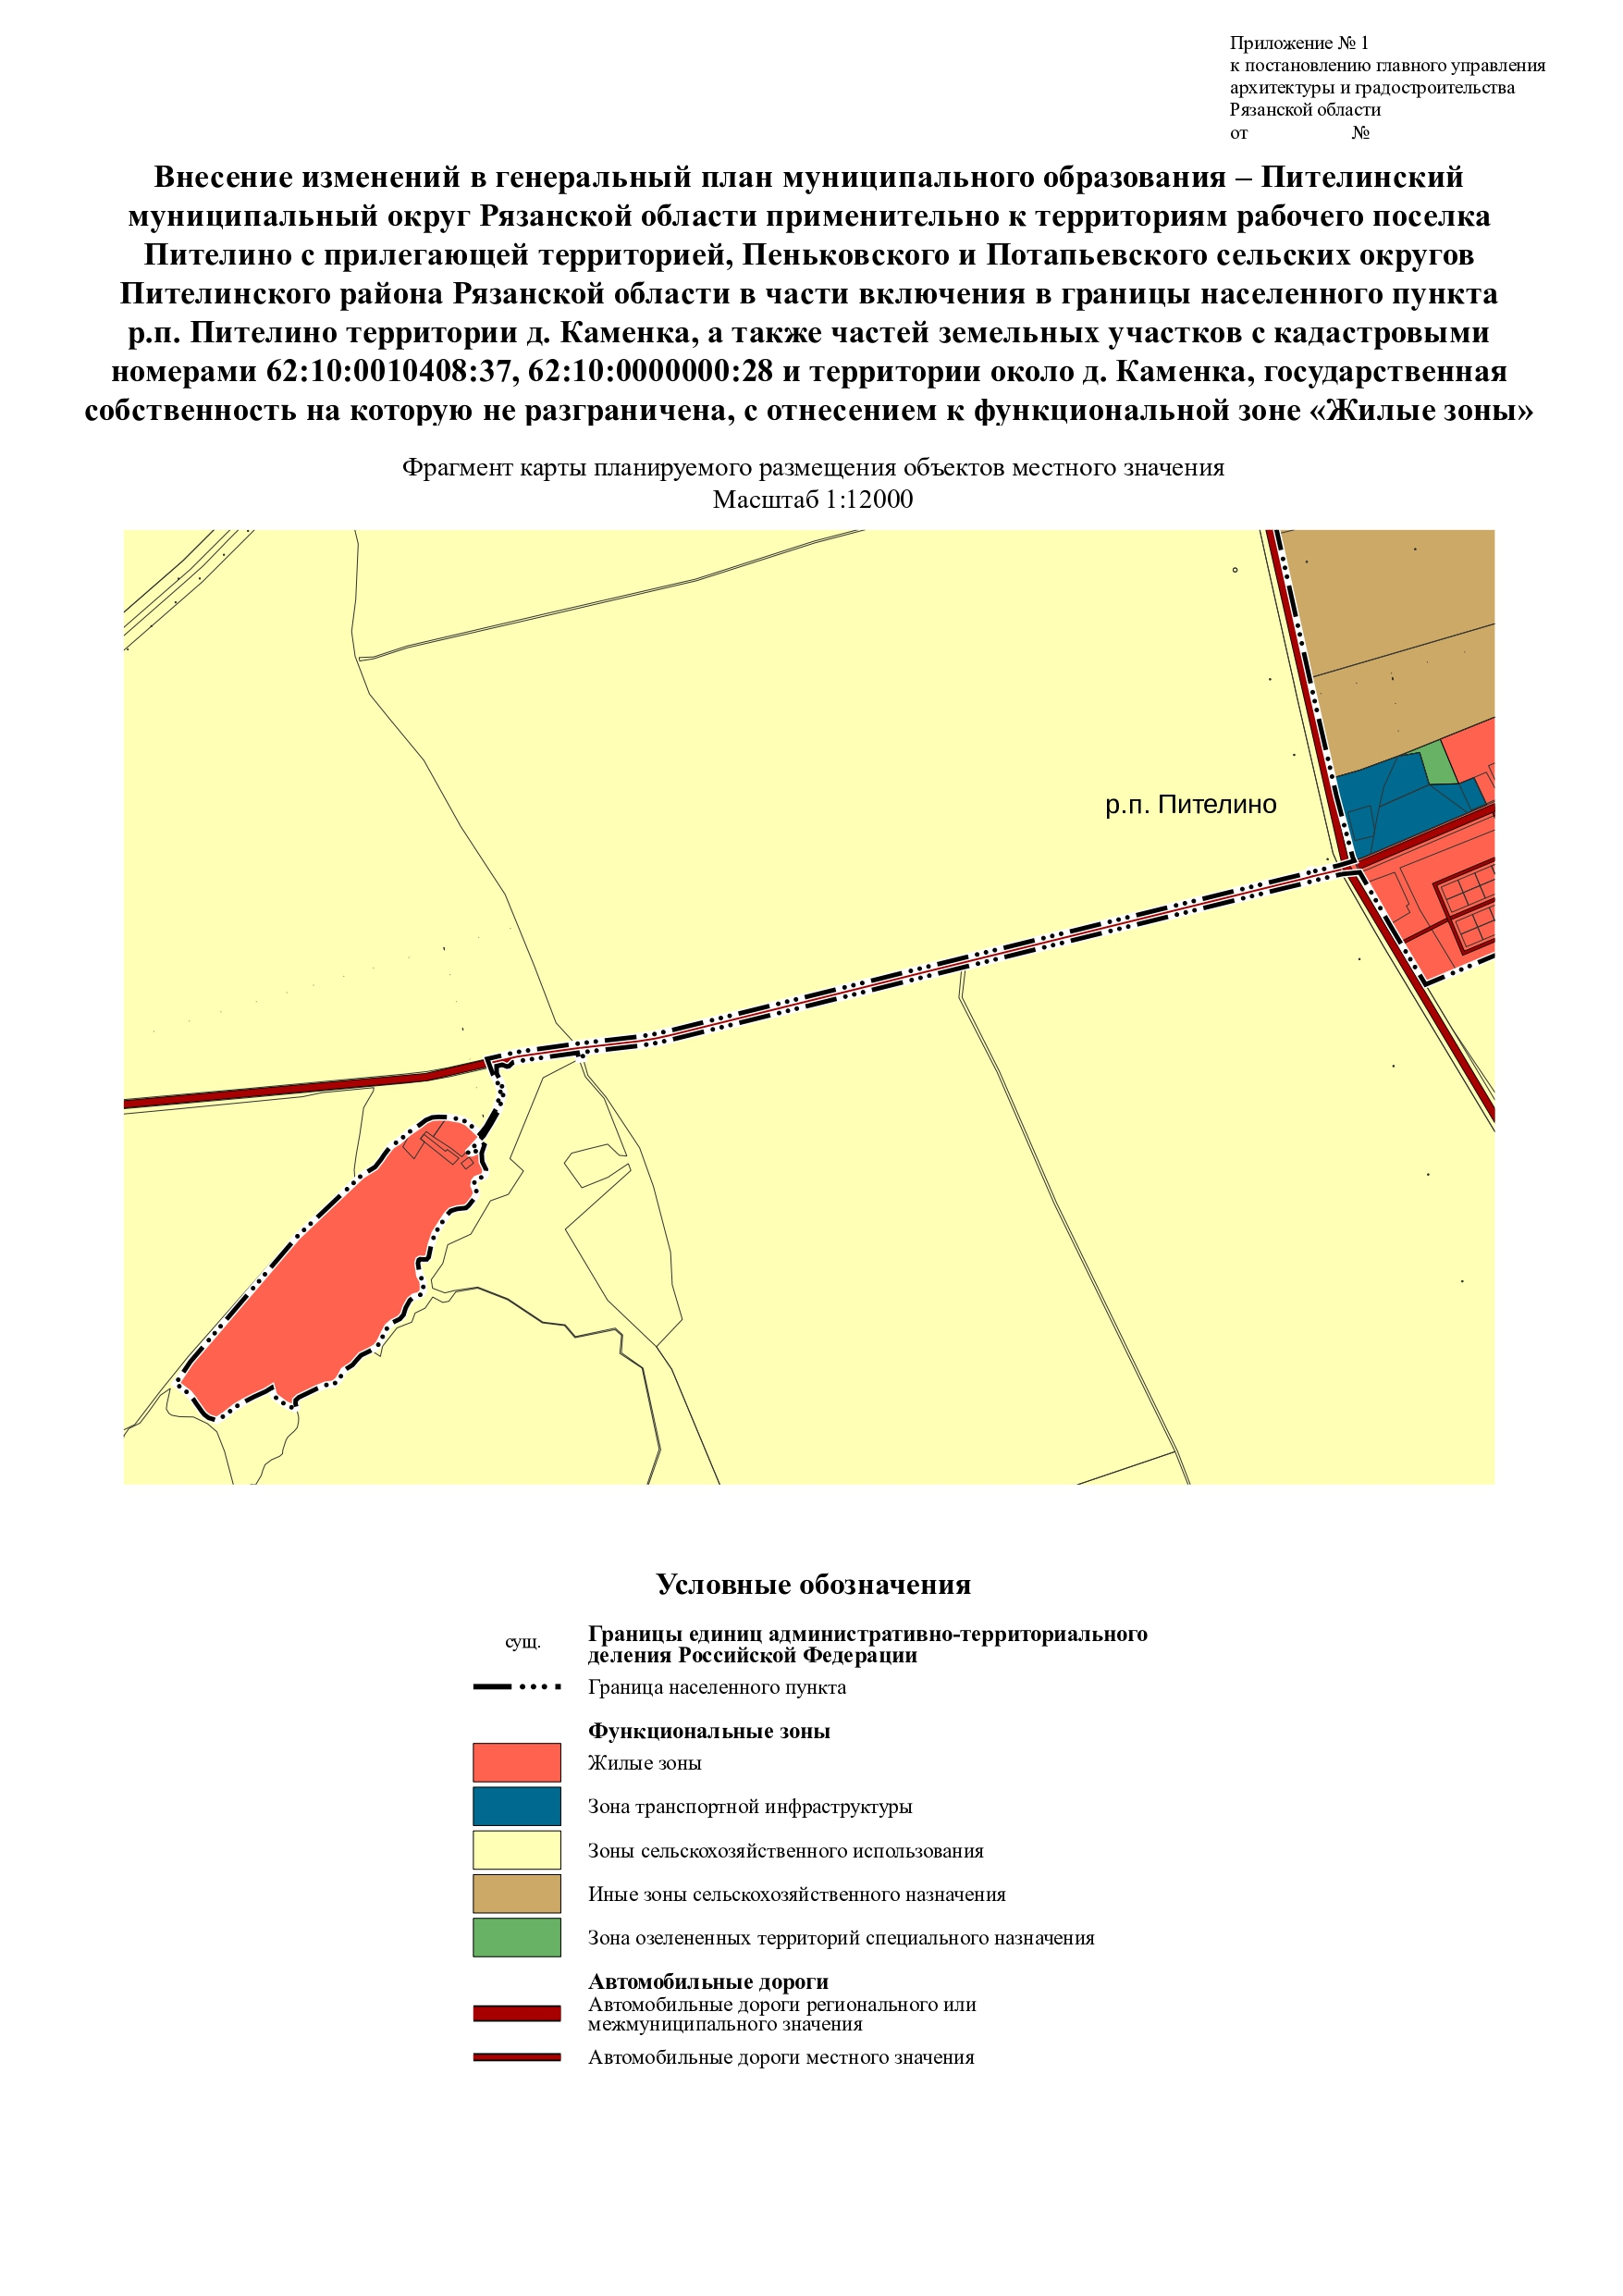 Приложение № 1
к постановлению главного управления
архитектуры и градостроительства
Рязанской области
от №
Внесение изменений в генеральный план муниципального образования – Пителинский
муниципальный округ Рязанской области применительно к территориям рабочего поселка
Пителино с прилегающей территорией, Пеньковского и Потапьевского сельских округов
Пителинского района Рязанской области в части включения в границы населенного пункта
р.п. Пителино территории д. Каменка, а также частей земельных участков с кадастровыми
номерами 62:10:0010408:37, 62:10:0000000:28 и территории около д. Каменка, государственная
собственность на которую не разграничена, с отнесением к функциональной зоне «Жилые зоны»
Фрагмент карты планируемого размещения объектов местного значения
Масштаб 1:12000
р.п. Пителино
Условные обозначения
сущ.
Границы единиц административно-территориального
деления Российской Федерации
Граница населенного пункта
Функциональные зоны
Жилые зоны
Зона транспортной инфраструктуры
Зоны сельскохозяйственного использования
Иные зоны сельскохозяйственного назначения
Зона озелененных территорий специального назначения
Автомобильные дороги
Автомобильные дороги регионального или
межмуниципального значения
Автомобильные дороги местного значения